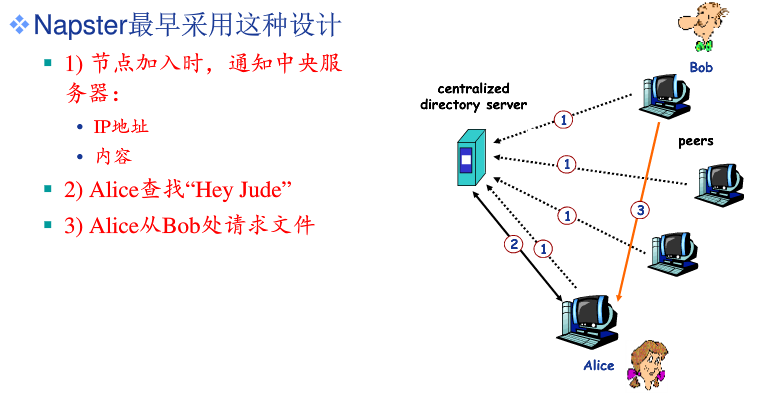 Napster最早采用这种设计
1) 节点加入时，通知中央服
务器：
IP地址
内容
2) Alice查找“Hey Jude”
3) Alice从Bob处请求文件
centralized
directory server
Bob
peers
1
1
1
3
2
1
Alice